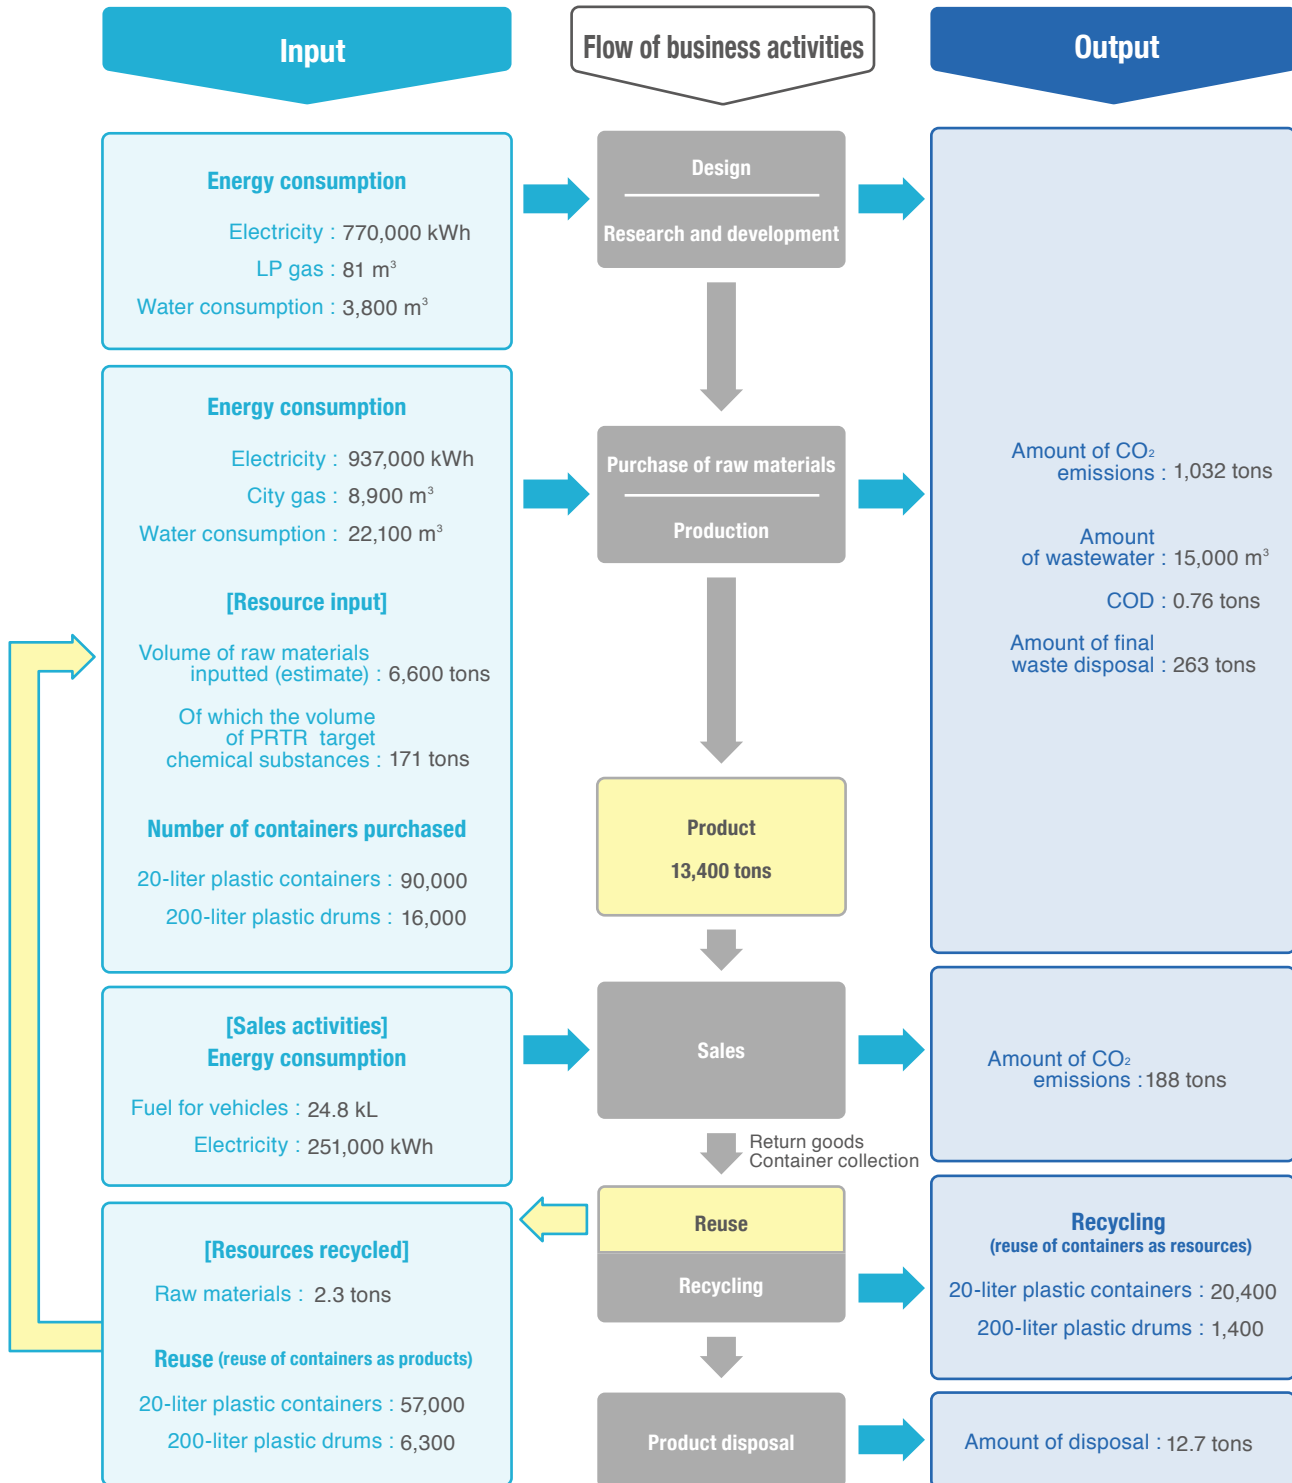 Input
Flow of business activities
Output
Energy consumption
Electricity : 770,000 kWh
LP gas : 81 m³
Water consumption : 3,800 m³
Design
Research and development
Energy consumption
Electricity : 937,000 kWh
City gas : 8,900 m³
Water consumption : 22,100 m³
[Resource input]
Volume of raw materials
inputted (estimate) : 6,600 tons
Of which the volume
of PRTR target
chemical substances : 171 tons
Number of containers purchased
20-liter plastic containers : 90,000
200-liter plastic drums : 16,000
Purchase of raw materials
Production
Product
13,400 tons
Amount of CO₂
emissions : 1,032 tons
Amount
of wastewater : 15,000 m³
COD : 0.76 tons
Amount of final
waste disposal : 263 tons
[Sales activities]
Energy consumption
Fuel for vehicles : 24.8 kL
Electricity : 251,000 kWh
Sales
Amount of CO₂
emissions : 188 tons
Return goods
Container collection
[Resources recycled]
Raw materials : 2.3 tons
Reuse (reuse of containers as products)
20-liter plastic containers : 57,000
200-liter plastic drums : 6,300
Reuse
Recycling
Recycling
(reuse of containers as resources)
20-liter plastic containers : 20,400
200-liter plastic drums : 1,400
Product disposal
Amount of disposal : 12.7 tons